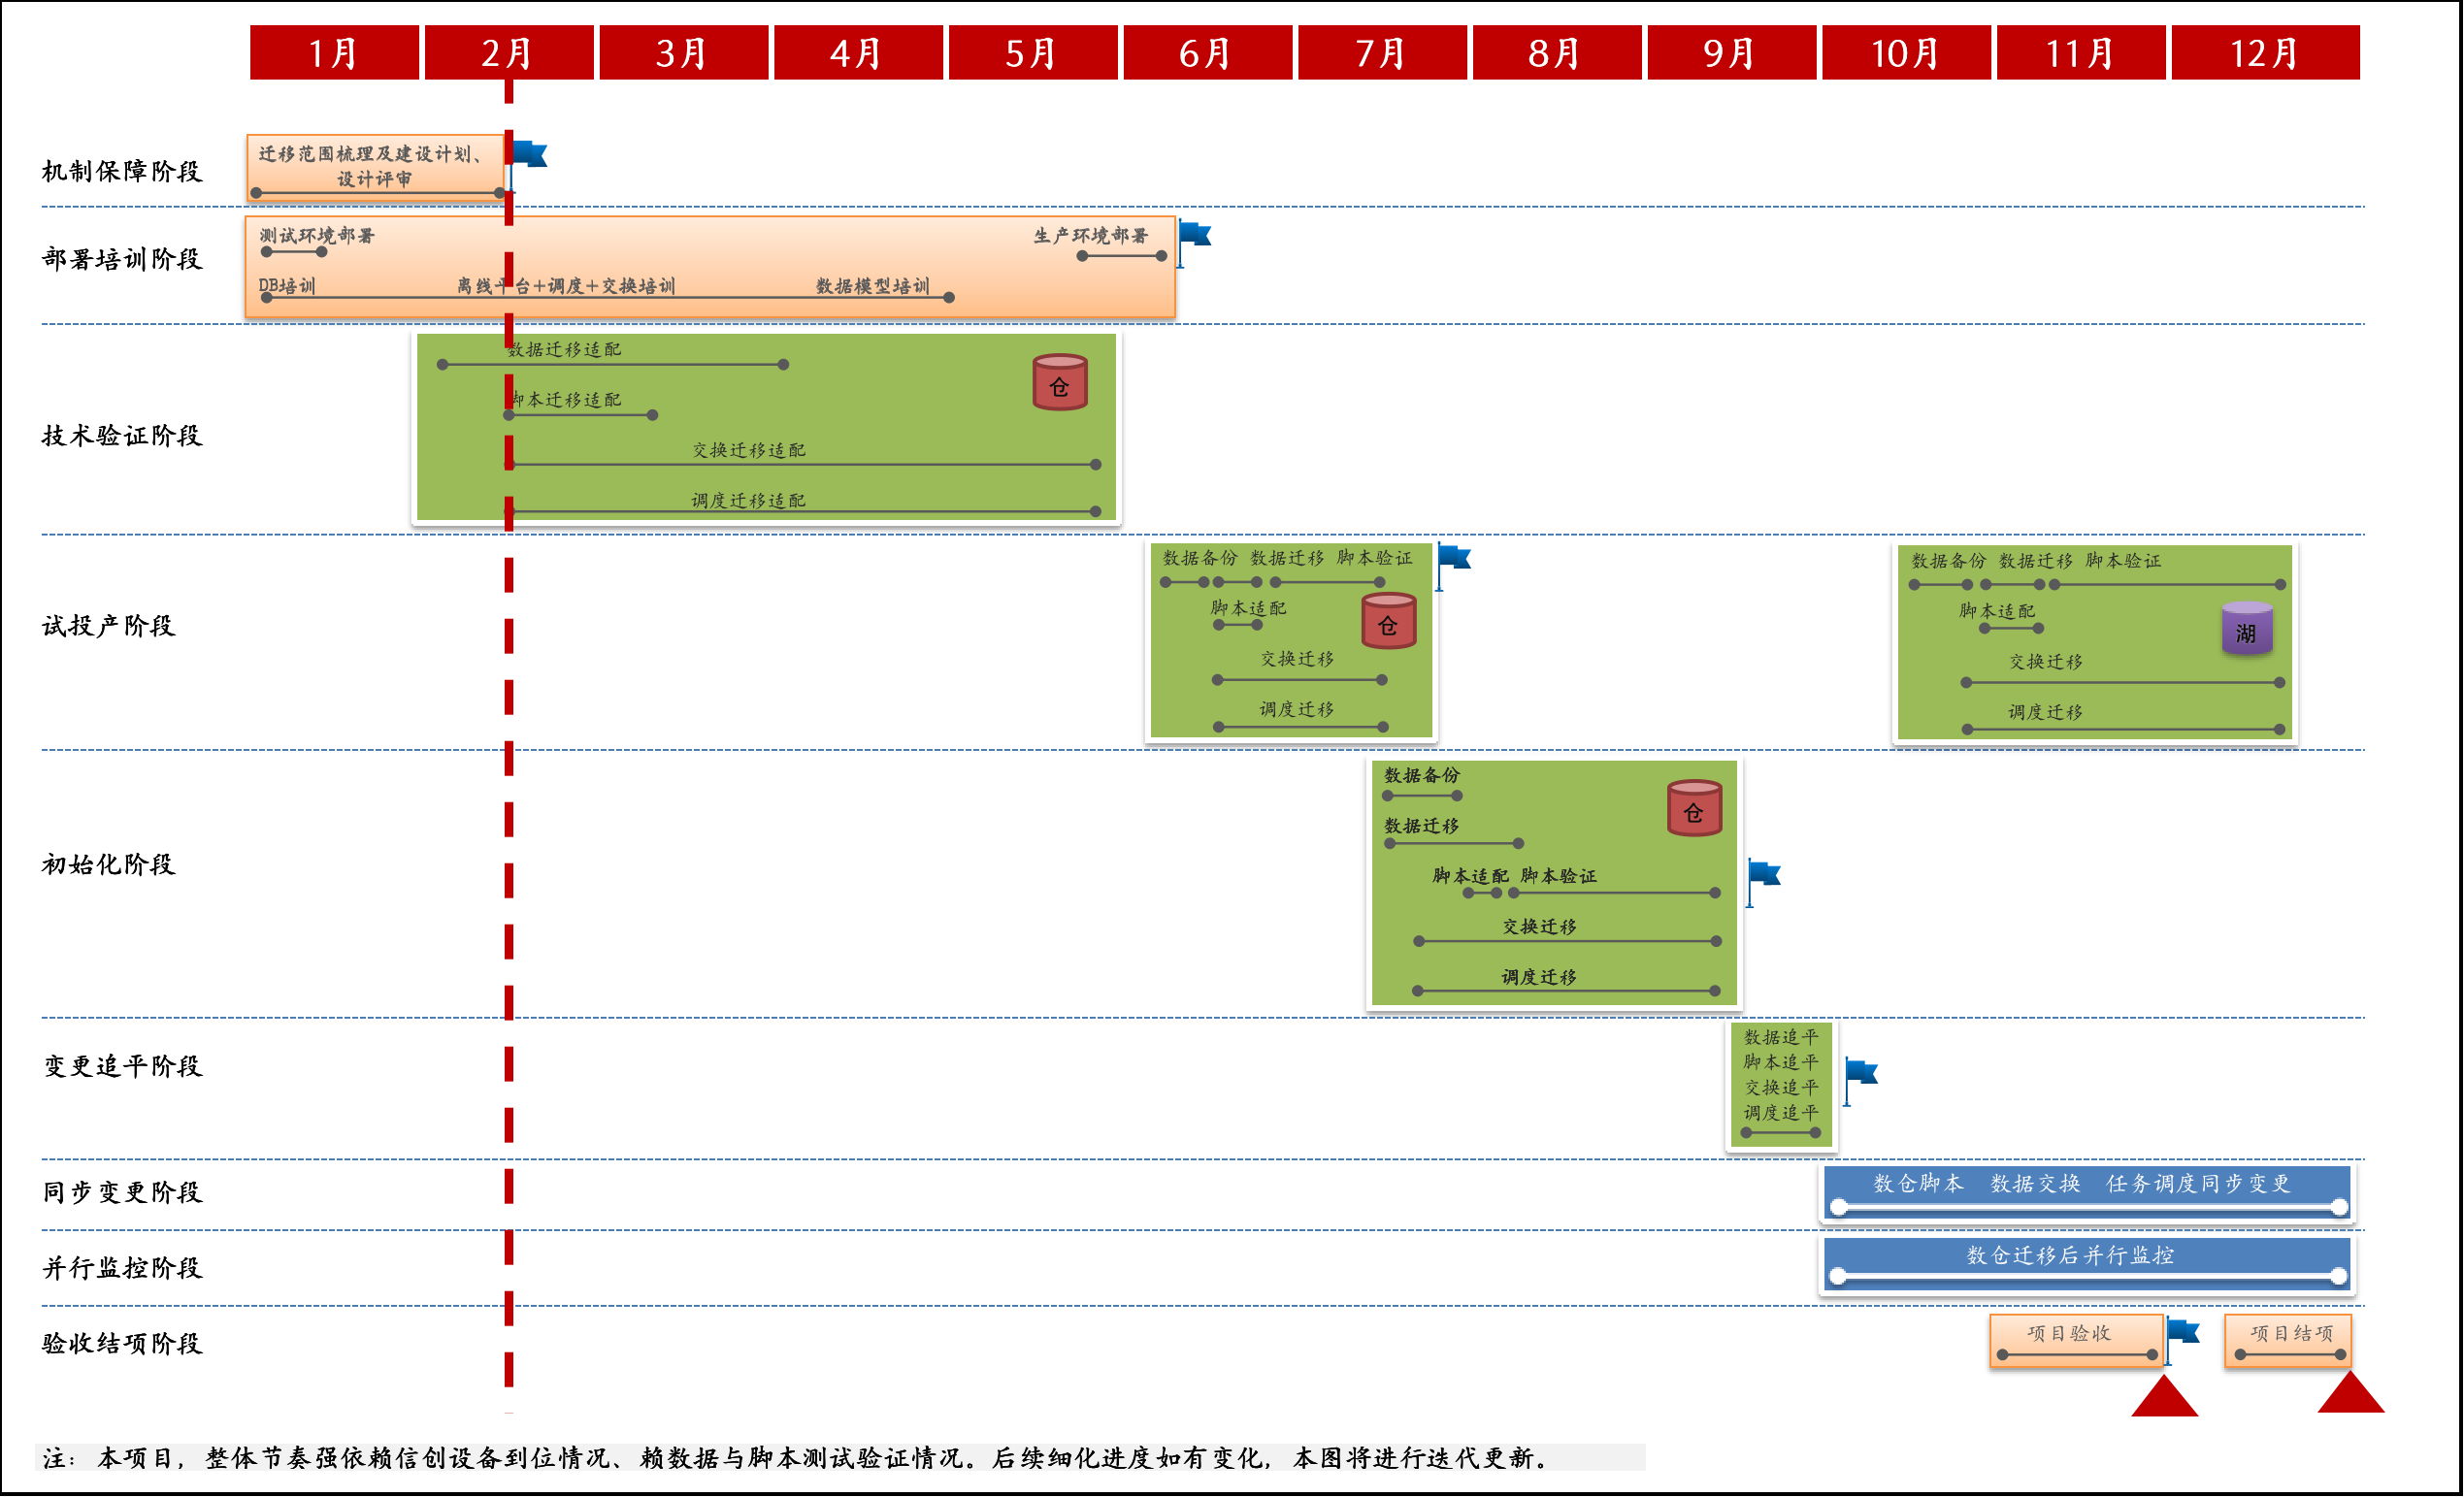 1月 2月 3月 4月 5月 6月 7月 8月 9月 10月 11月 12月
机制保障阶段
迁移范围梳理及建设计划、
设计评审
部署培训阶段
测试环境部署
生产环境部署
DB培训
离线平台+调度+交换培训
数据模型培训
技术验证阶段
数据迁移适配
脚本迁移适配
交换迁移适配
调度迁移适配
仓
试投产阶段
数据备份 数据迁移 脚本验证
脚本适配
仓
交换迁移
调度迁移
数据备份 数据迁移 脚本验证
脚本适配
湖
交换迁移
调度迁移
初始化阶段
数据备份
仓
数据迁移
脚本适配 脚本验证
交换迁移
调度迁移
变更追平阶段
数据追平
脚本追平
交换追平
调度追平
同步变更阶段
数仓脚本 数据交换 任务调度同步变更
并行监控阶段
数仓迁移后并行监控
验收结项阶段
项目验收
项目结项
注：本项目，整体节奏强依赖信创设备到位情况、赖数据与脚本测试验证情况。后续细化进度如有变化，本图将进行迭代更新。